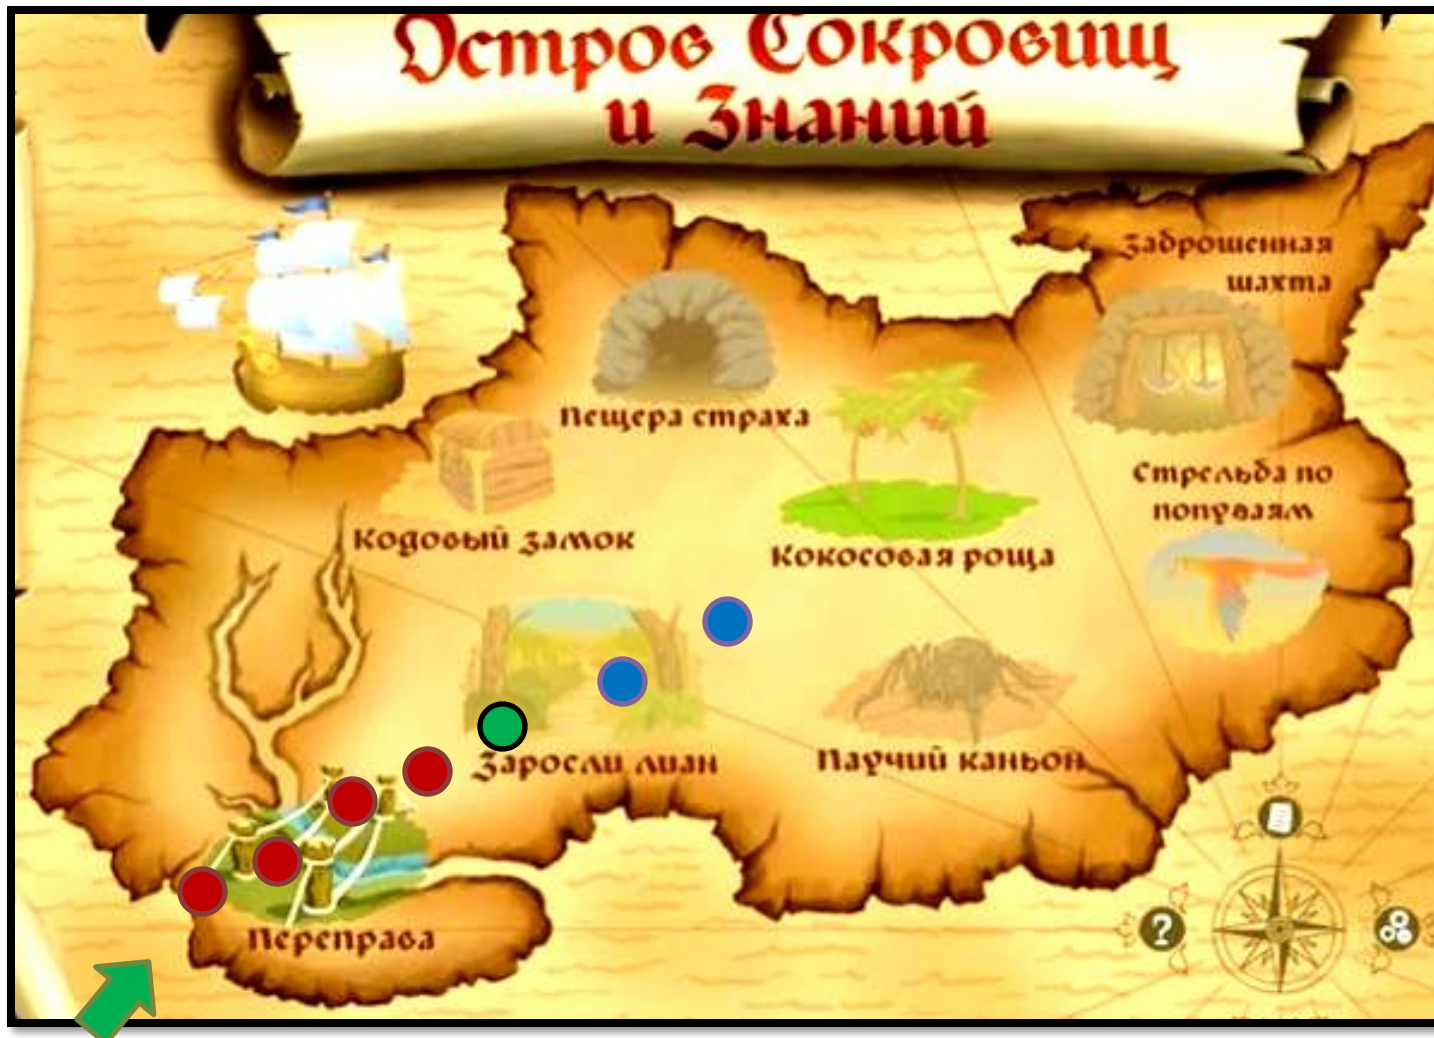 Остров Сокровищ
и Знаний
Заброшенная
шахта
Пещера страха
Стрельба по
попугаям
Кодовый замок
Кокосовая роща
Заросли лиан
Паучий каньон
Переправа
?